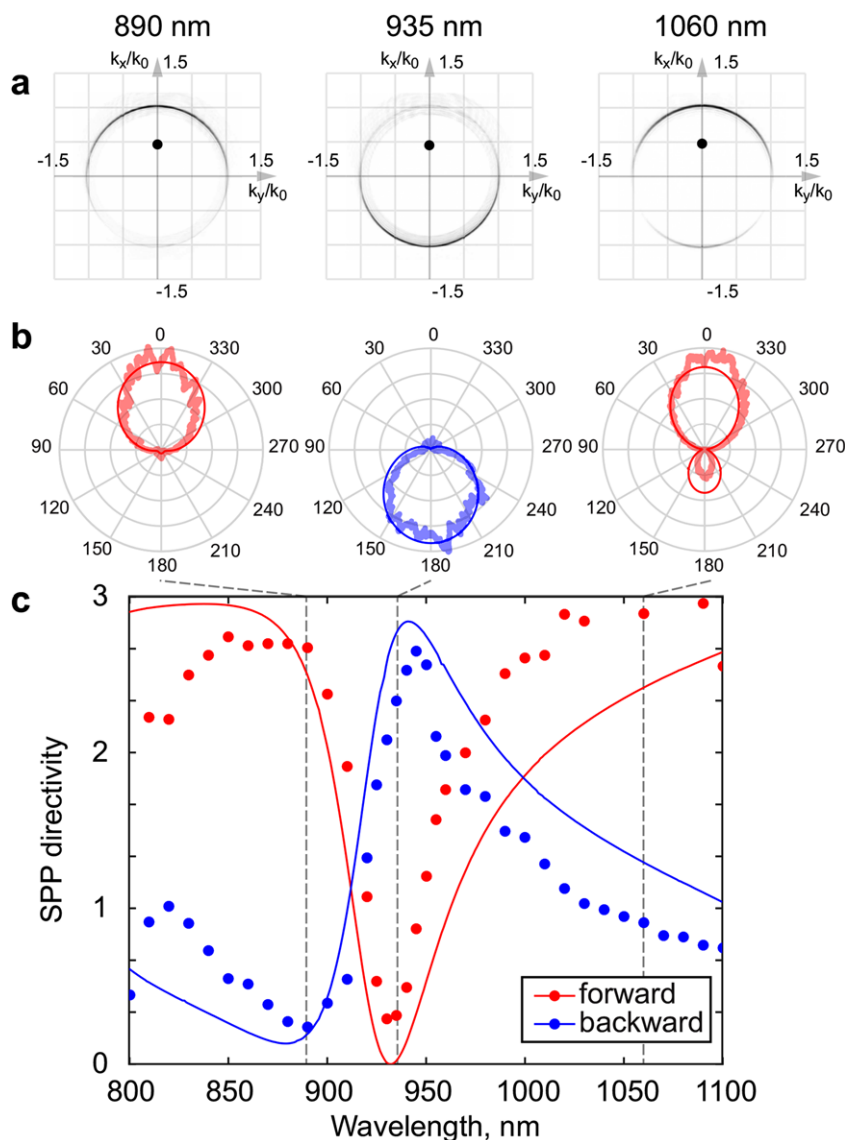 890 nm 935 nm 1060 nm
a
kx/k0 1.5 kx/k0 1.5 kx/k0 1.5
-1.5 1.5 -1.5 1.5 -1.5 1.5
ky/k0 ky/k0 ky/k0
-1.5 -1.5 -1.5
b
0 0 0
30 330 30 330 30 330
60 300 60 300 60 300
90 270 90 270 90 270
120 240 120 240 120 240
150 210 150 210 150 210
180 180 180
c
3
2
1
0
SPP directivity
forward
backward
800 850 900 950 1000 1050 1100
Wavelength, nm